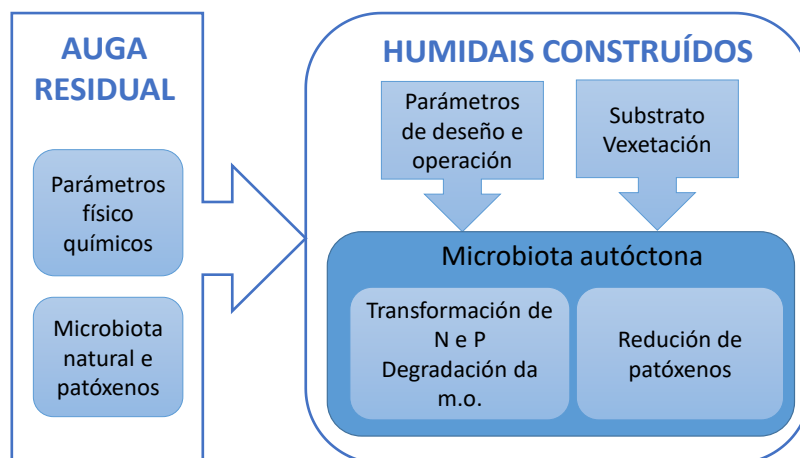 AUGA
RESIDUAL
Parámetros
físico
químicos
Microbiota
natural e
patóxenos
HUMIDAIS CONSTRUÍDOS
Parámetros
de deseño e
operación
Substrato
Vexetación
Microbiota autóctona
Transformación de
N e P
Degradación da
m.o.
Redución de
patóxenos